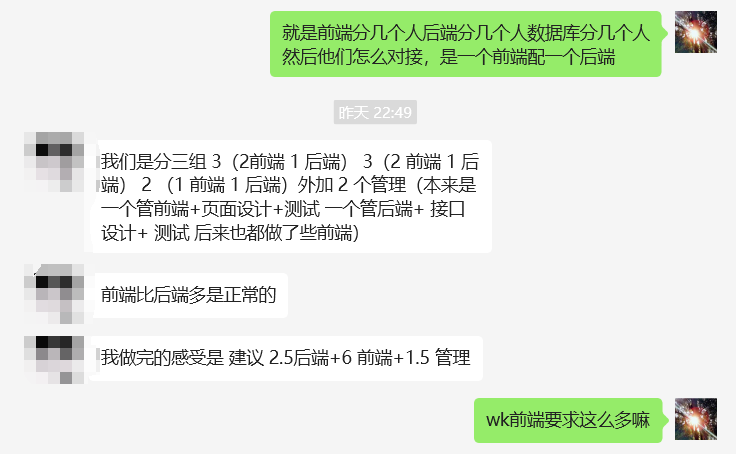 就是前端分几个人后端分几个人数据库分几个人
然后他们怎么对接，是一个前端配一个后端
昨天 22:49
我们是分三组 3（2前端 1 后端） 3（2 前端 1 后
端） 2 （1 前端 1 后端）外加 2 个管理（本来是
一个管前端+页面设计+测试 一个管后端+ 接口
设计+ 测试 后来也都做了些前端）
前端比后端多是正常的
我做完的感受是 建议 2.5后端+6 前端+1.5 管理
wk前端要求这么多嘛